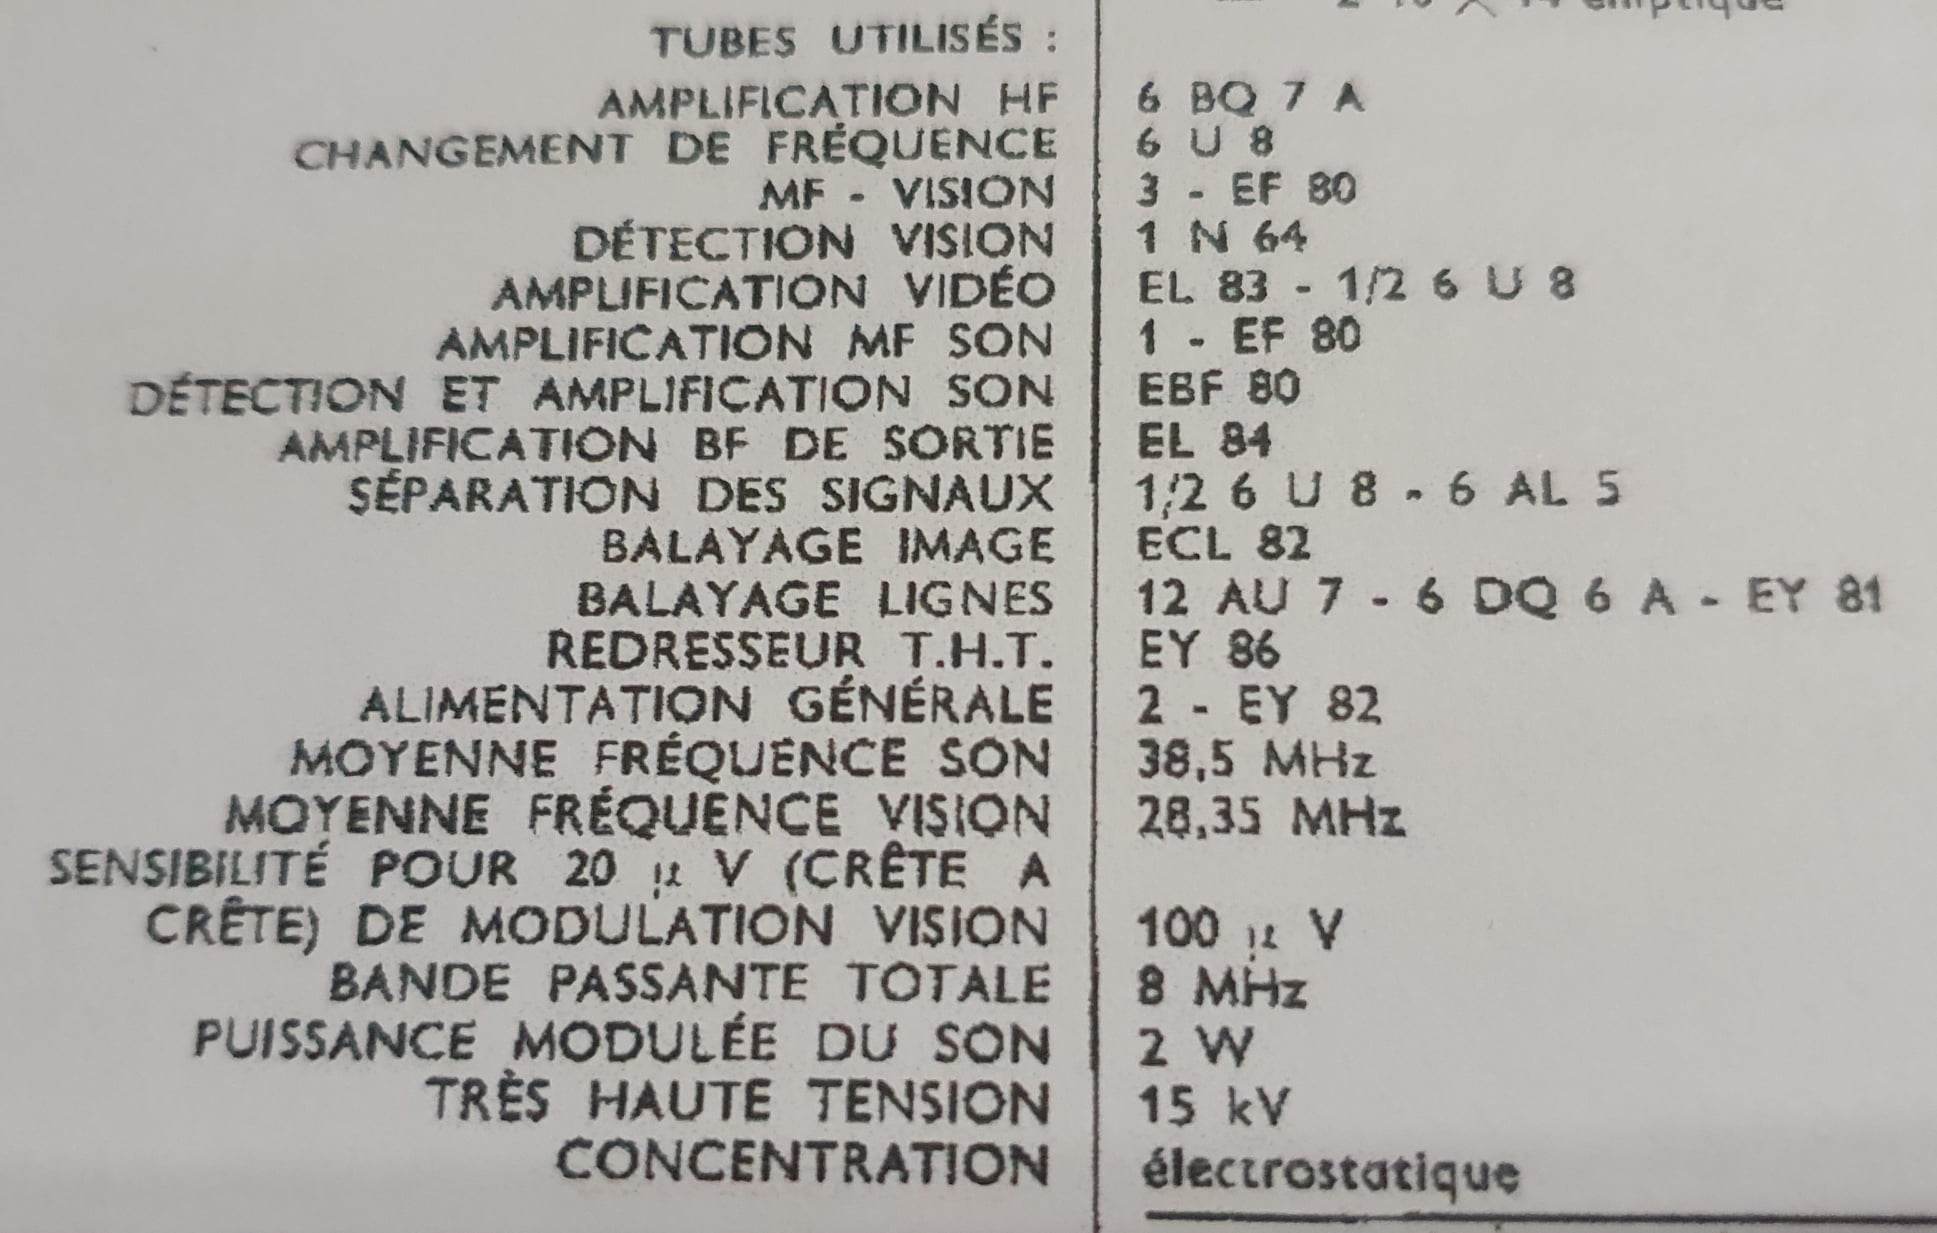 elliptique
TUBES UTILISÉS :
AMPLIFICATION HF 6 BQ 7 A
CHANGEMENT DE FRÉQUENCE 6 U 8
MF - VISION 3 - EF 80
DÉTECTION VISION 1 N 64
AMPLIFICATION VIDÉO EL 83 - 1/2 6 U 8
AMPLIFICATION MF SON 1 - EF 80
DÉTECTION ET AMPLIFICATION SON EBF 80
AMPLIFICATION BF DE SORTIE EL 84
SÉPARATION DES SIGNAUX 1/2 6 U 8 - 6 AL 5
BALAYAGE IMAGE ECL 82
BALAYAGE LIGNES 12 AU 7 - 6 DQ 6 A - EY 81
REDRESSEUR T.H.T. EY 86
ALIMENTATION GÉNÉRALE 2 - EY 82
MOYENNE FRÉQUENCE SON 38,5 MHz
MOYENNE FRÉQUENCE VISION 28,35 MHz
SENSIBILITÉ POUR 20 µ V (CRÊTE A
CRÊTE) DE MODULATION VISION 100 µ V
BANDE PASSANTE TOTALE 8 MHz
PUISSANCE MODULÉE DU SON 2 W
TRÈS HAUTE TENSION 15 kV
CONCENTRATION électrostatique